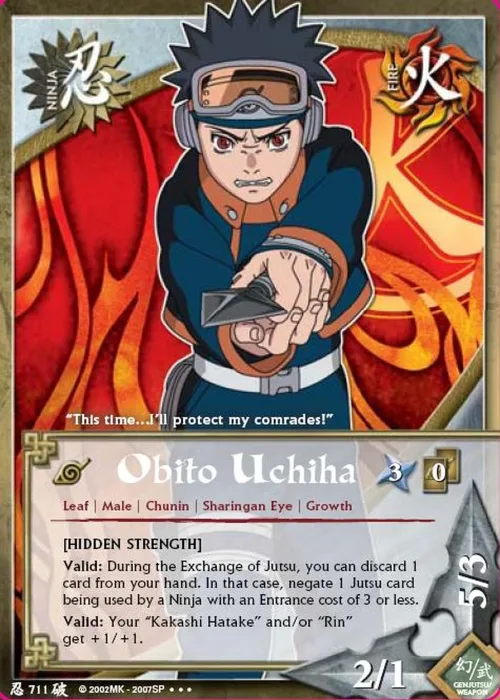 NINJA
忍
FIRE
火
"This time...I'll protect my comrades!"
Obito Uchiha
3
0
Leaf | Male | Chunin | Sharingan Eye | Growth
[HIDDEN STRENGTH]
Valid: During the Exchange of Jutsu, you can discard 1
card from your hand. In that case, negate 1 Jutsu card
being used by a Ninja with an Entrance cost of 3 or less.
Valid: Your "Kakashi Hatake" and/or "Rin"
get +1/+1.
5/3
2/1
幻/武
GENJUTSU/
WEAPON
忍 711 破 © 2002MK - 2007SP